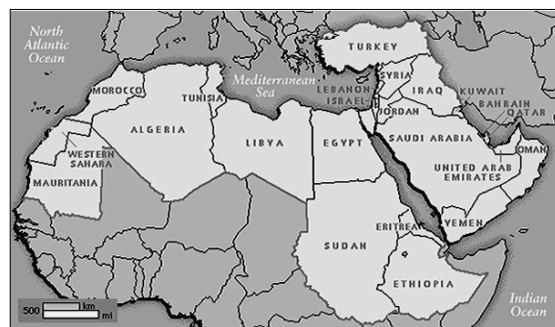 North
Atlantic
Ocean
TURKEY
Mediterranean
Sea
SYRIA
LEBANON
ISRAEL
IRAQ
KUWAIT
BAHRAIN
QATAR
JORDAN
MOROCCO
TUNISIA
ALGERIA
LIBYA
EGYPT
SAUDI ARABIA
OMAN
WESTERN
SAHARA
UNITED ARAB
EMIRATES
MAURITANIA
YEMEN
ERITREA
SUDAH
ETHIOPIA
Indian
Ocean
500
km
mi